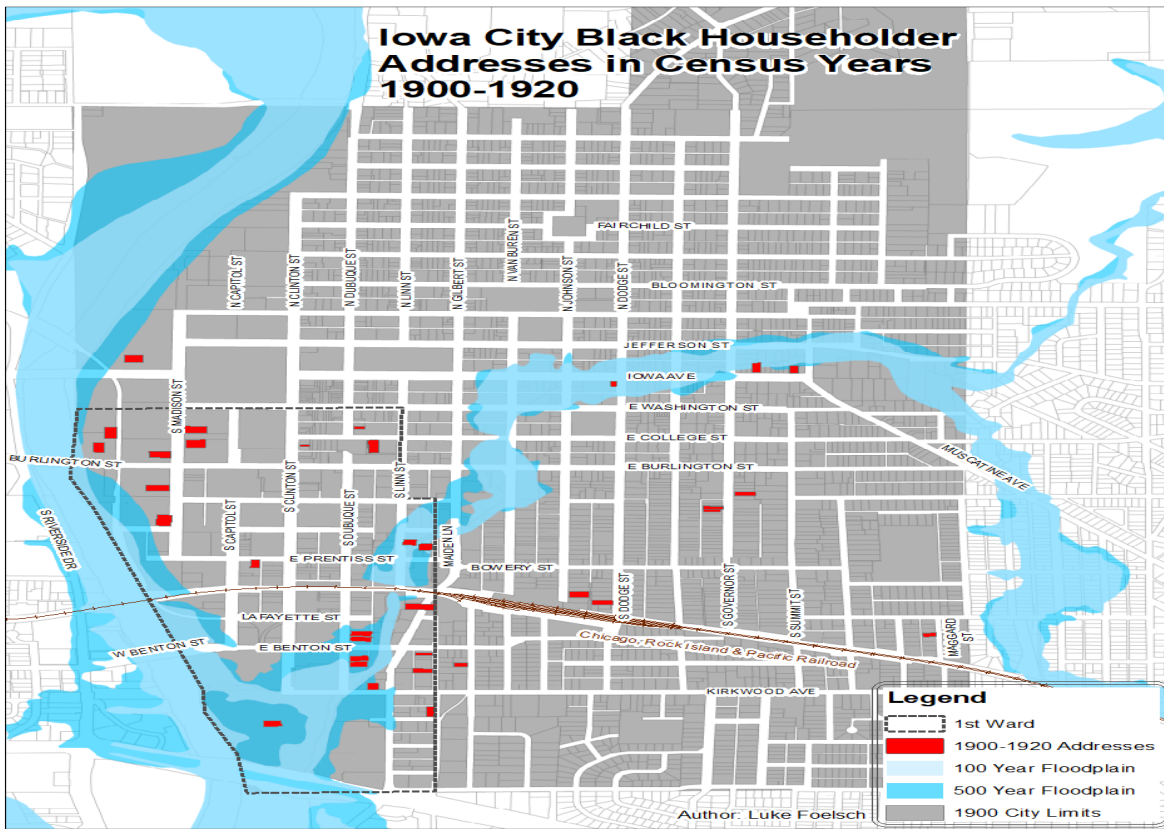 Iowa City Black Householder
Addresses in Census Years
1900-1920
FAIRCHILD ST
N CAPITOL ST
N CLINTON ST
N DUBUQUE ST
N LINN ST
N GILBERT ST
N VAN BUREN ST
N JOHNSON ST
N DODGE ST
BLOOMINGTON ST
JEFFERSON ST
IOWA AVE
S MADISON ST
E WASHINGTON ST
E COLLEGE ST
BURLINGTON ST
E BURLINGTON ST
MUSCATINE AVE
S LINN ST
S CLINTON ST
S DUBUQUE ST
S CAPITOL ST
S RIVERSIDE DR
MAIDEN LN
E PRENTISS ST
BOWERY ST
S DODGE ST
S GOVERNOR ST
S SUMMIT ST
MAGGARD ST
LAFAYETTE ST
W BENTON ST
E BENTON ST
Chicago, Rock Island & Pacific Railroad
KIRKWOOD AVE
Legend
1st Ward
1900-1920 Addresses
100 Year Floodplain
500 Year Floodplain
1900 City Limits
Author: Luke Foelsch